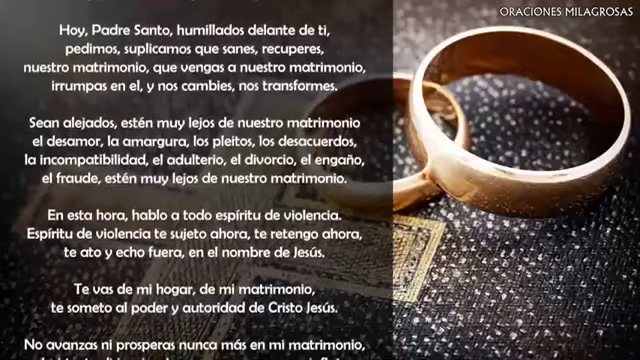 ORACIONES MILAGROSAS
Hoy, Padre Santo, humillados delante de ti,
pedimos, suplicamos que sanes, recuperes,
nuestro matrimonio, que vengas a nuestro matrimonio,
irrumpas en el, y nos cambies, nos transformes.
Sean alejados, estén muy lejos de nuestro matrimonio
el desamor, la amargura, los pleitos, los desacuerdos,
la incompatibilidad, el adulterio, el divorcio, el engaño,
el fraude, estén muy lejos de nuestro matrimonio.
En esta hora, hablo a todo espíritu de violencia.
Espíritu de violencia te sujeto ahora, te retengo ahora,
te ato y echo fuera, en el nombre de Jesús.
Te vas de mi hogar, de mi matrimonio,
te someto al poder y autoridad de Cristo Jesús.
No avanzas ni prosperas nunca más en mi matrimonio,